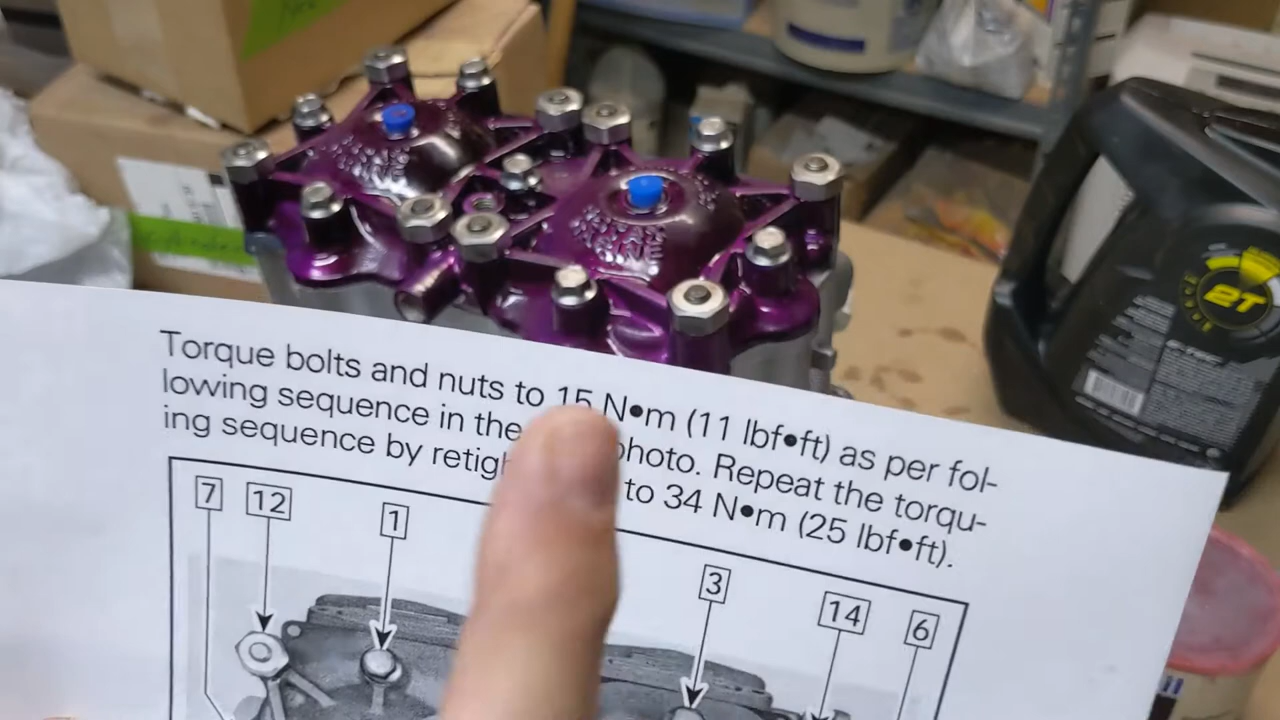 Torque bolts and nuts to 15 N•m (11 lbf•ft) as per fol-
lowing sequence in the photo. Repeat the torqu-
ing sequence by retigh to 34 N•m (25 lbf•ft).
7 12 1 3 14 6
2T